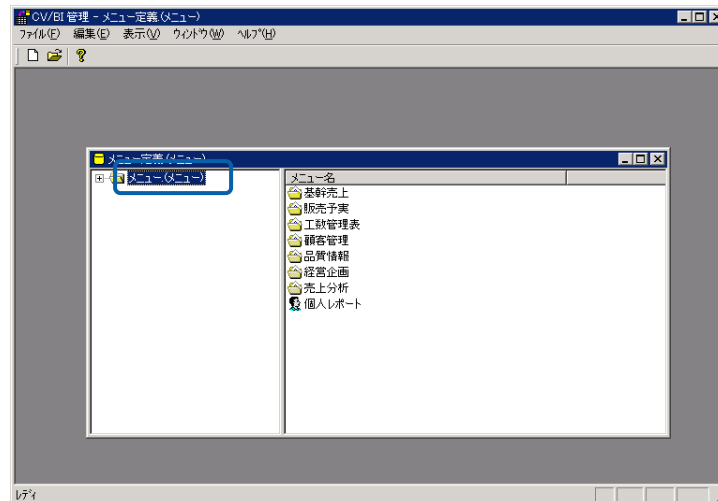 CV/BI 管理 - メニュー定義(メニュー)
ファイル(F) 編集(E) 表示(V) ウィンドウ(W) ヘルプ(H)
メニュー定義(メニュー)
メニュー(メニュー)
メニュー名
基幹売上
販売予実
工数管理表
顧客管理
品質情報
経営企画
売上分析
個人レポート
レディ